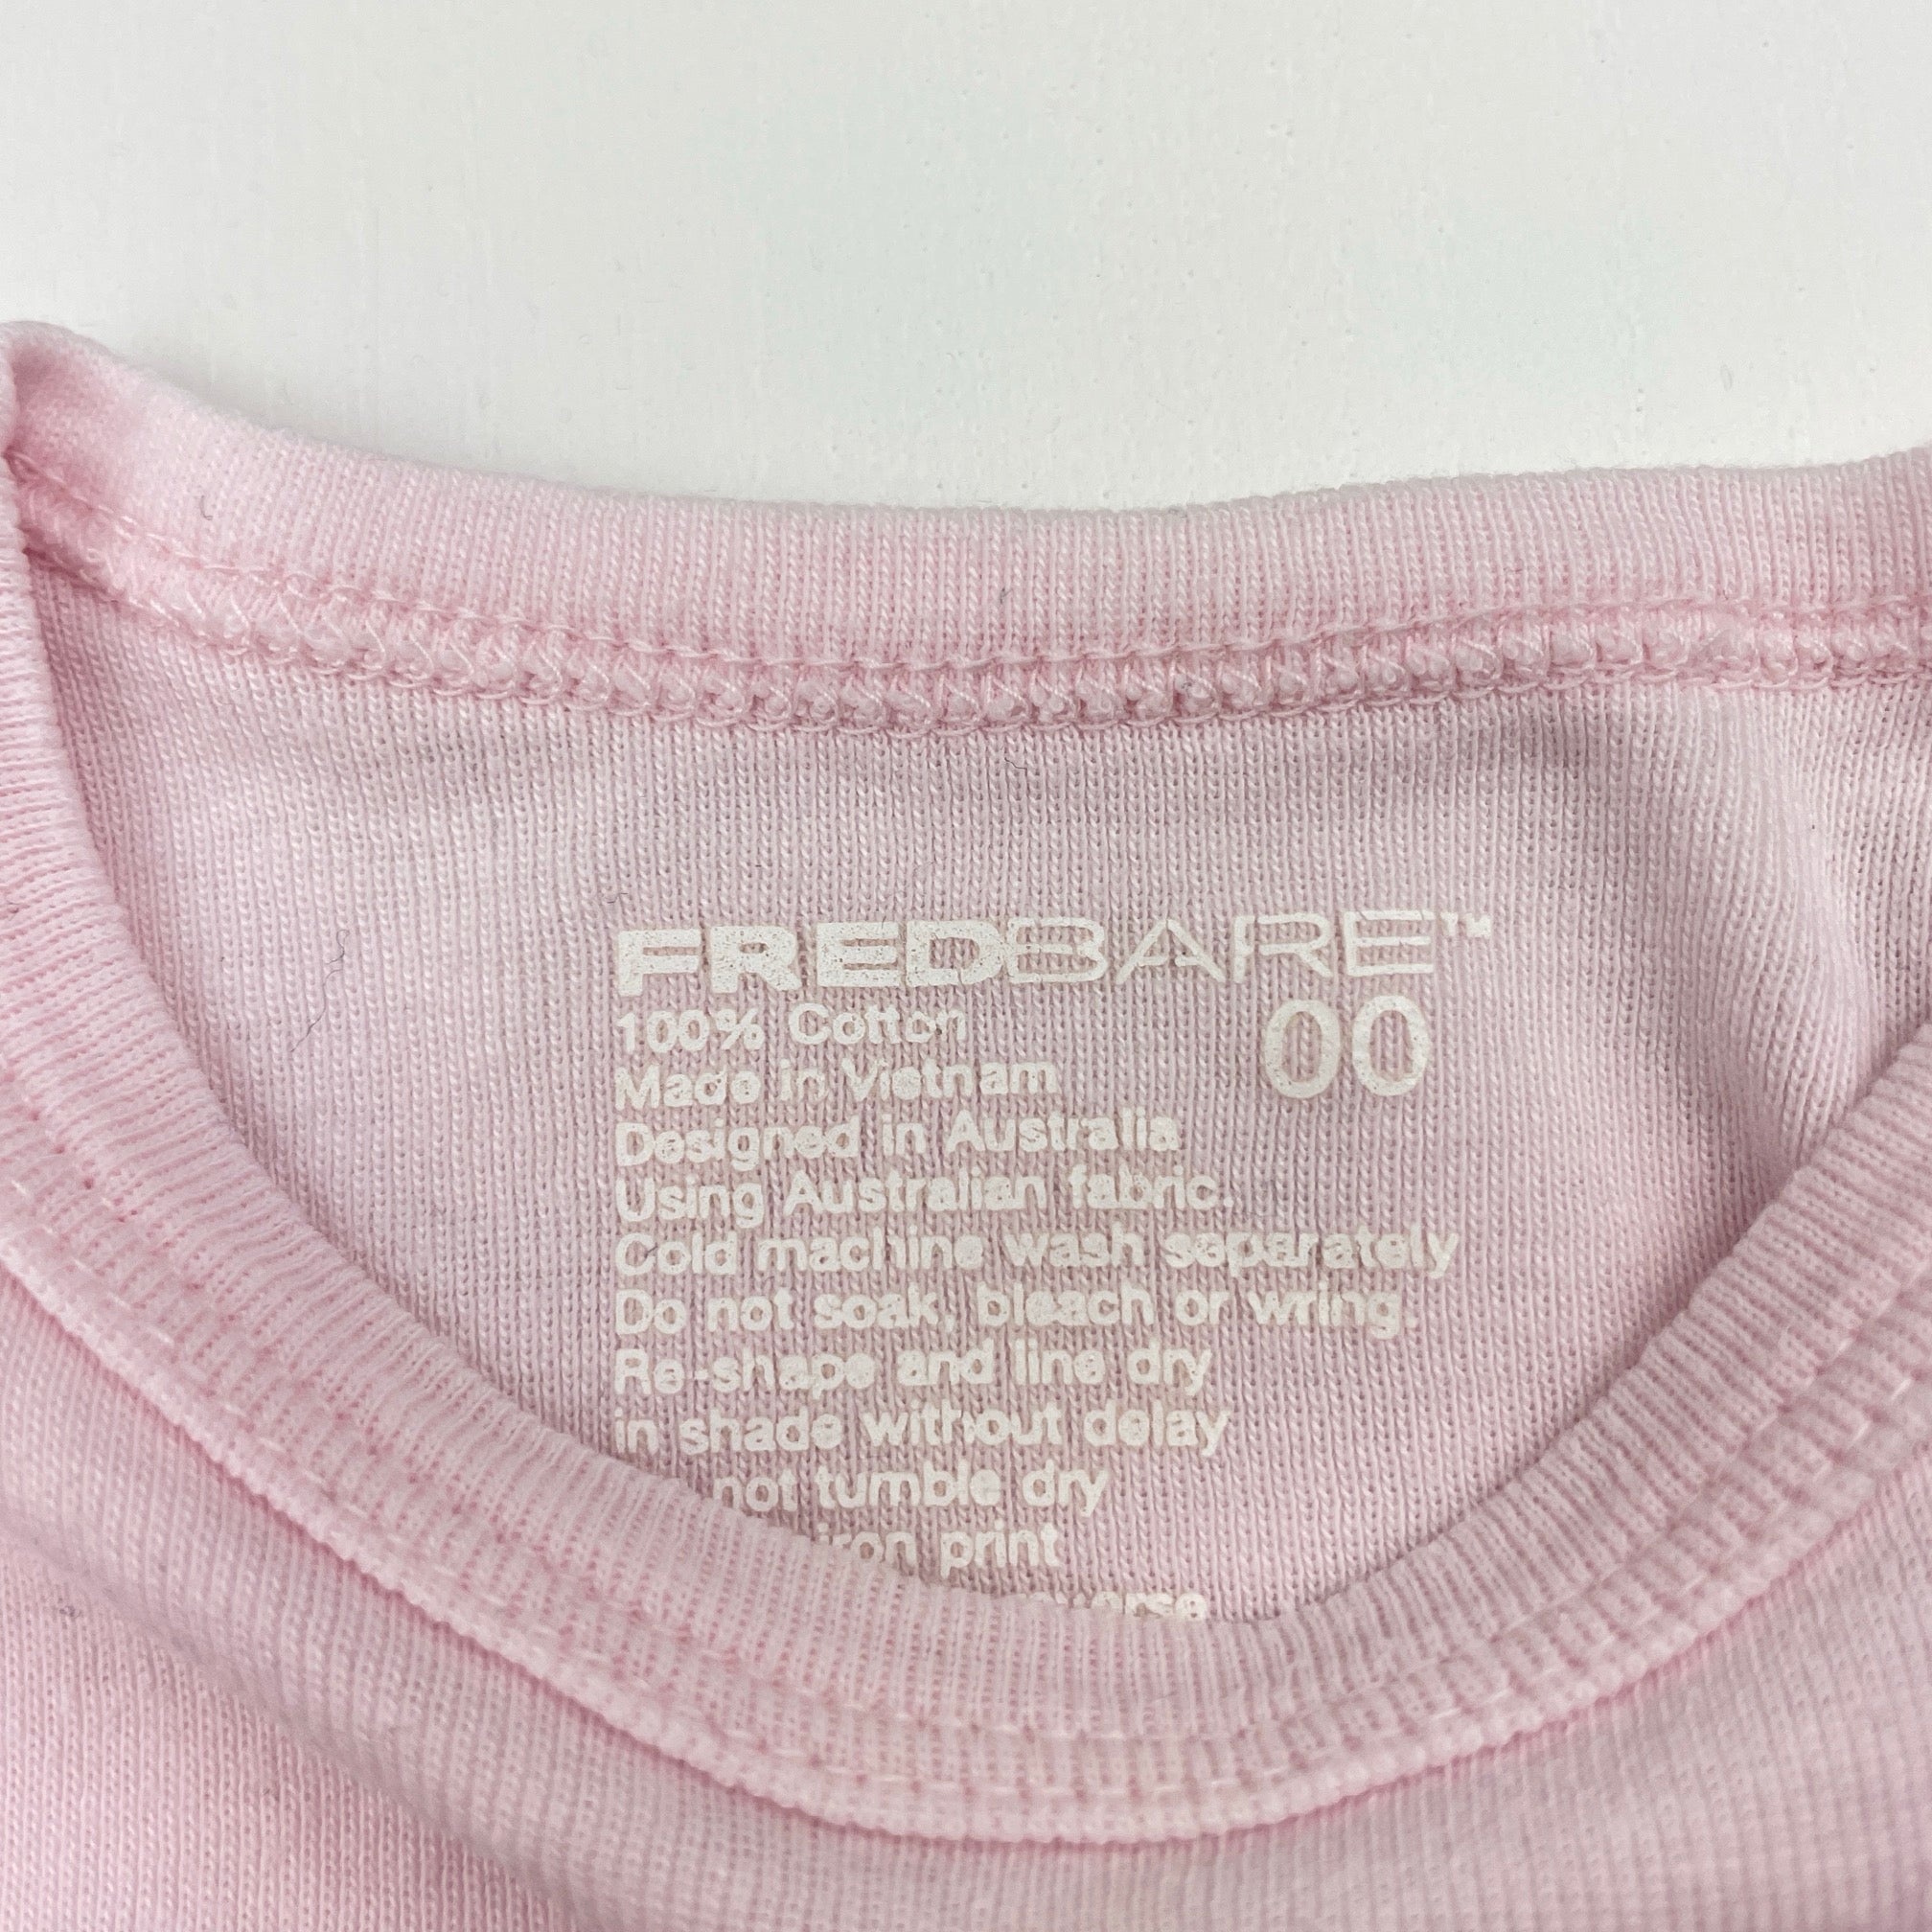 FREDBARE™
100% Cotton 00
Made in Vietnam
Designed in Australia
Using Australian fabric.
Cold machine wash separately
Do not soak, bleach or wring.
Re-shape and line dry
in shade without delay
not tumble dry
iron print